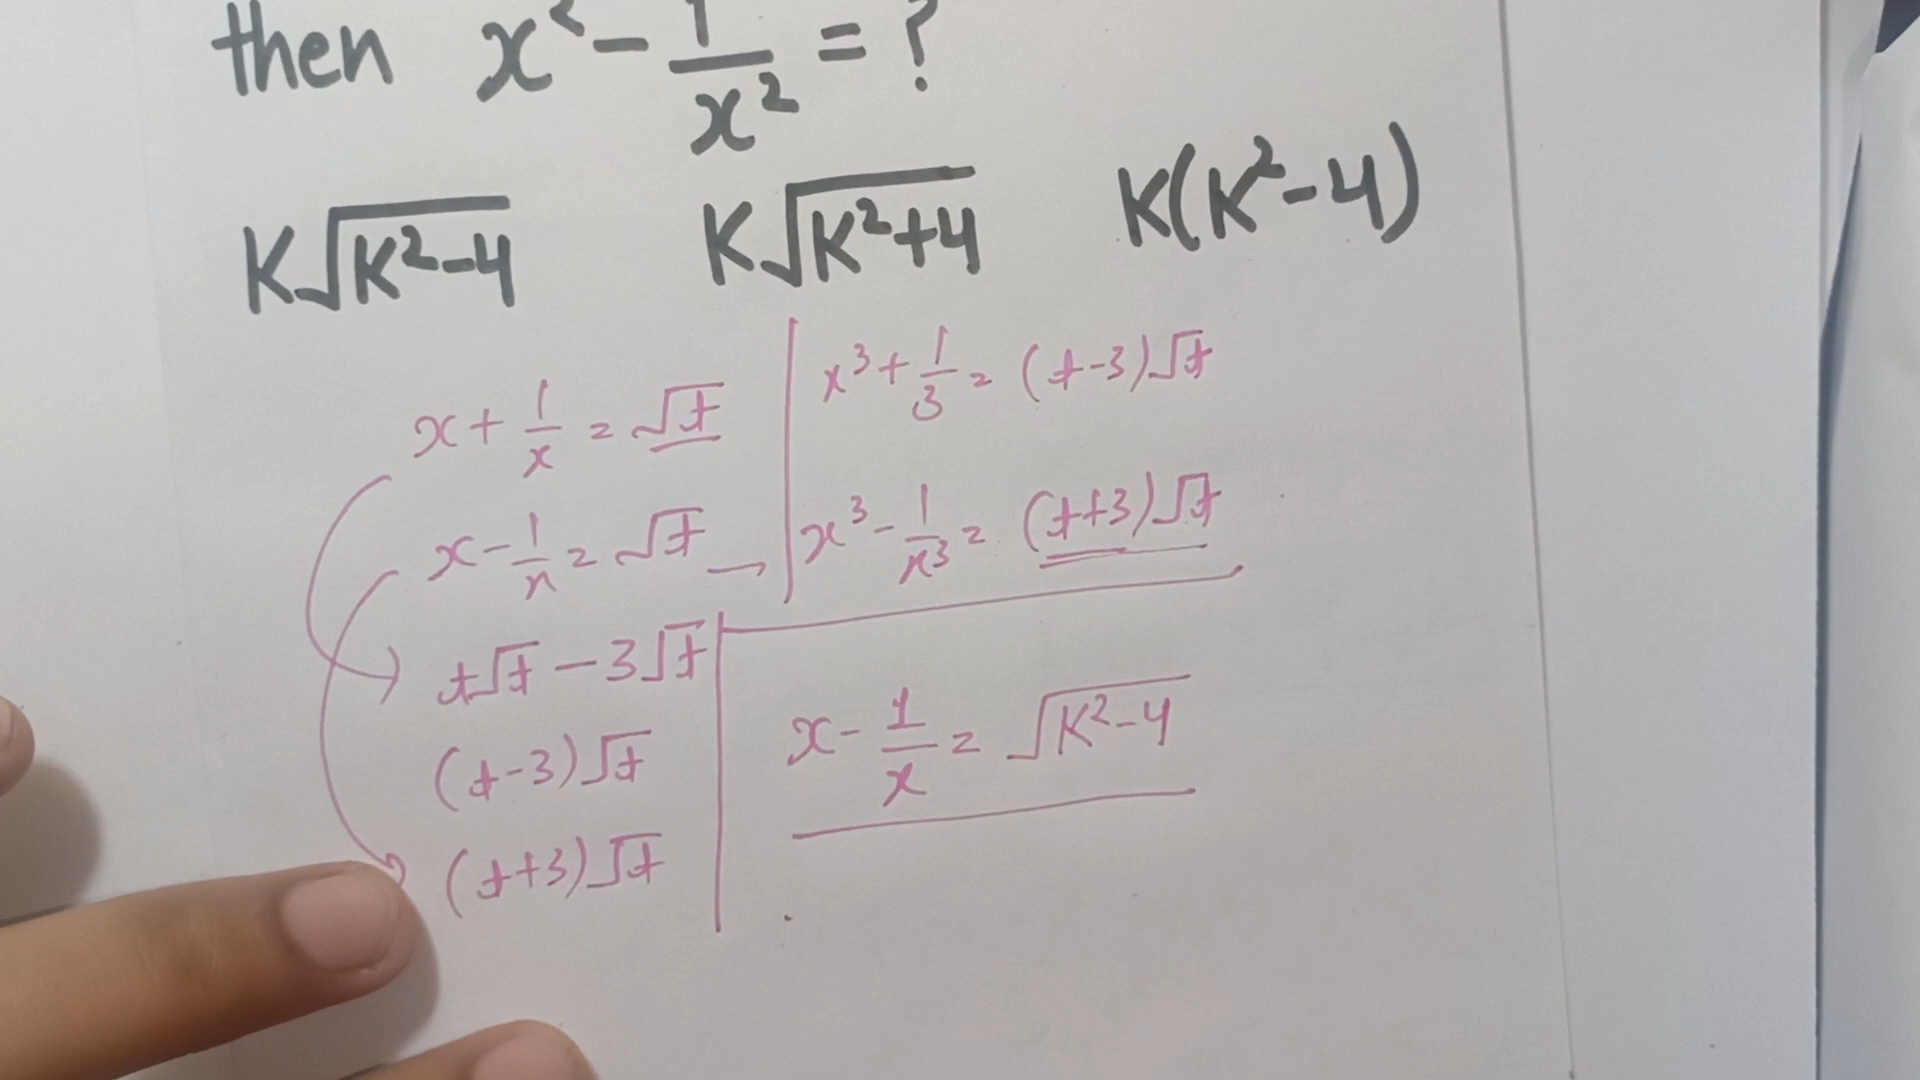 then x² - 1/x² = ?
K√(K²-4) K√(K²+4) K(K²-4)
x + 1/x = √t
x³ + 1/3 = (t-3)√t
x - 1/x = √t →
x³ - 1/x³ = (t+3)√t
t√t - 3√t
(t-3)√t
x - 1/x = √(K²-4)
(t+3)√t